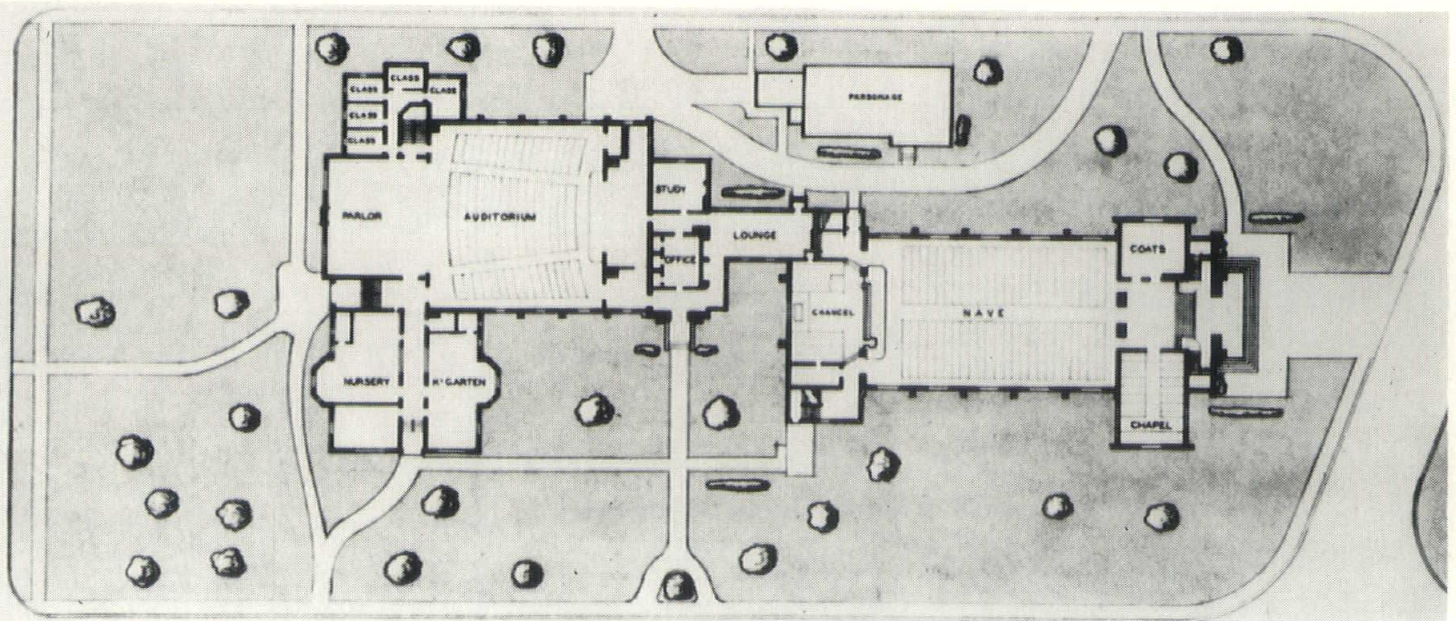 CLASS
CLASS
CLASS
CLASS
CLASS
PARSONAGE
STUDY
PARLOR
AUDITORIUM
LOUNGE
OFFICE
COATS
CHANCEL
NAVE
NURSERY
K'GARTEN
CHAPEL